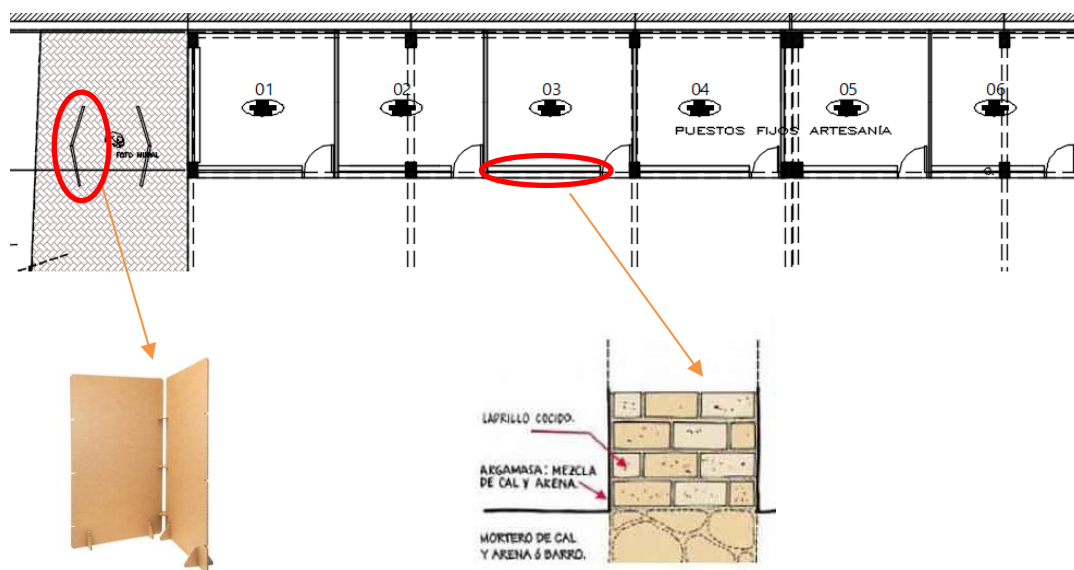 01
02
03
04
05
06
PUESTOS FIJOS ARTESANÍA
FOTO MURAL
LADRILLO COCIDO.
ARGAMASA: MEZCLA
DE CAL Y ARENA.
MORTERO DE CAL
Y ARENA Ó BARRO.